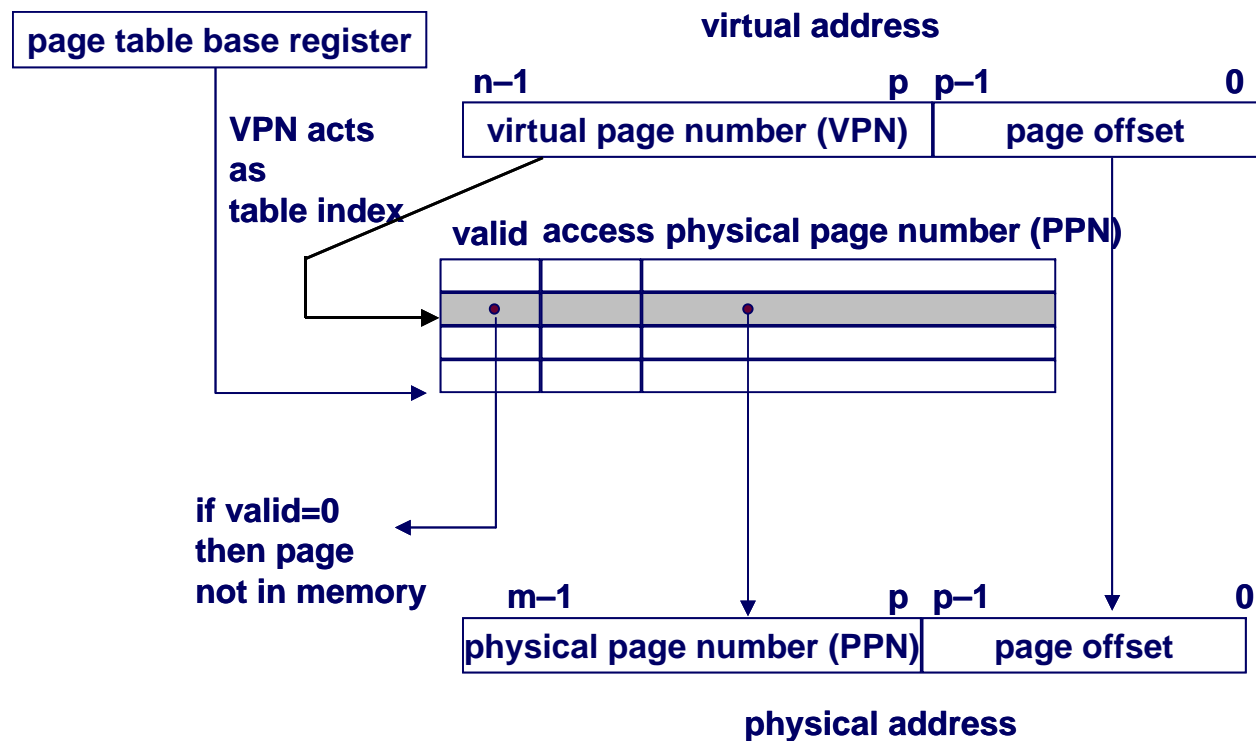 virtual address
page table base register
n–1 p p–1 0
virtual page number (VPN) page offset
VPN acts
as
table index
valid access physical page number (PPN)
if valid=0
then page
not in memory
m–1 p p–1 0
physical page number (PPN) page offset
physical address